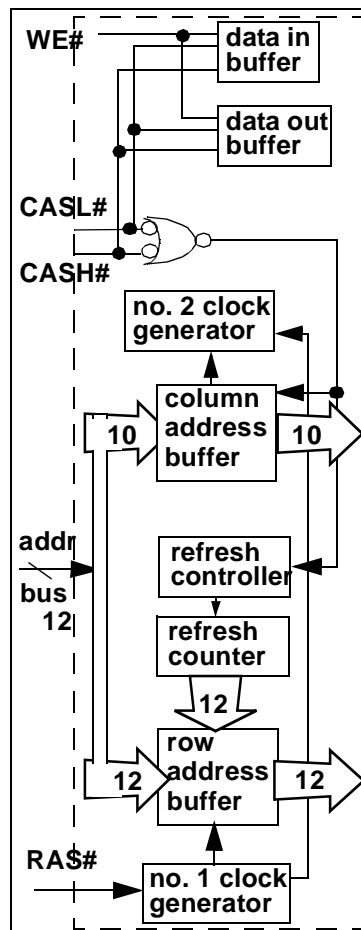 WE#
data in
buffer
data out
buffer
CASL#
CASH#
no. 2 clock
generator
column
address
buffer
10
10
addr
bus
12
refresh
controller
refresh
counter
12
row
address
buffer
12
12
RAS#
no. 1 clock
generator